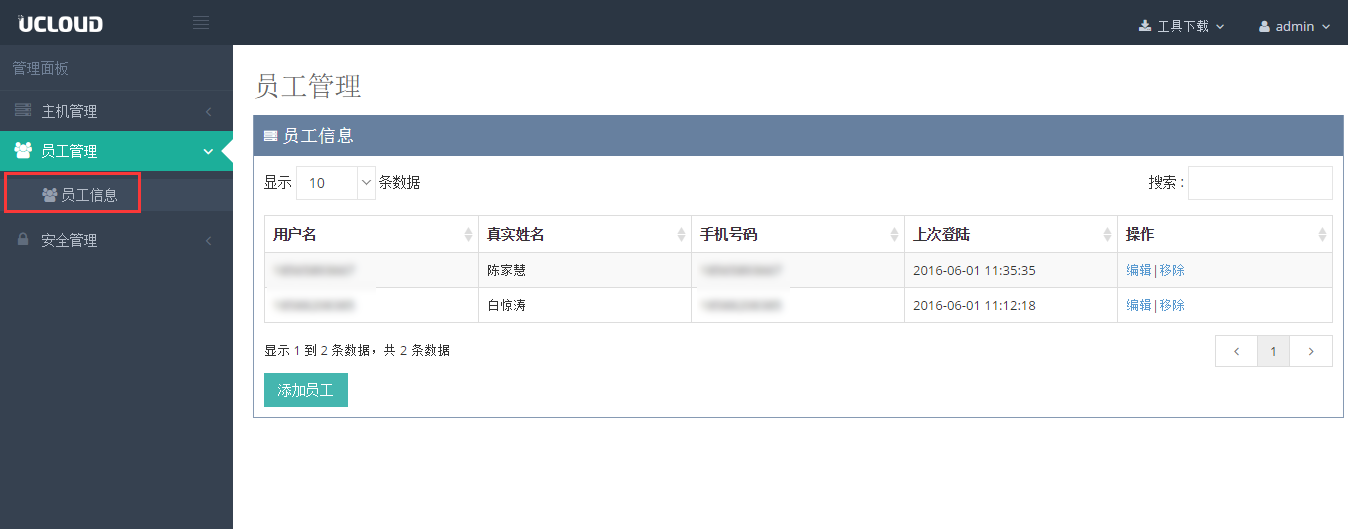 UCLOUD
工具下载
admin
管理面板
主机管理
员工管理
员工信息
安全管理
员工管理
员工信息
显示 10 条数据
搜索 :
用户名 真实姓名 手机号码 上次登陆 操作
陈家慧 2016-06-01 11:35:35 编辑|移除
白惊涛 2016-06-01 11:12:18 编辑|移除
显示 1 到 2 条数据，共 2 条数据
1
添加员工